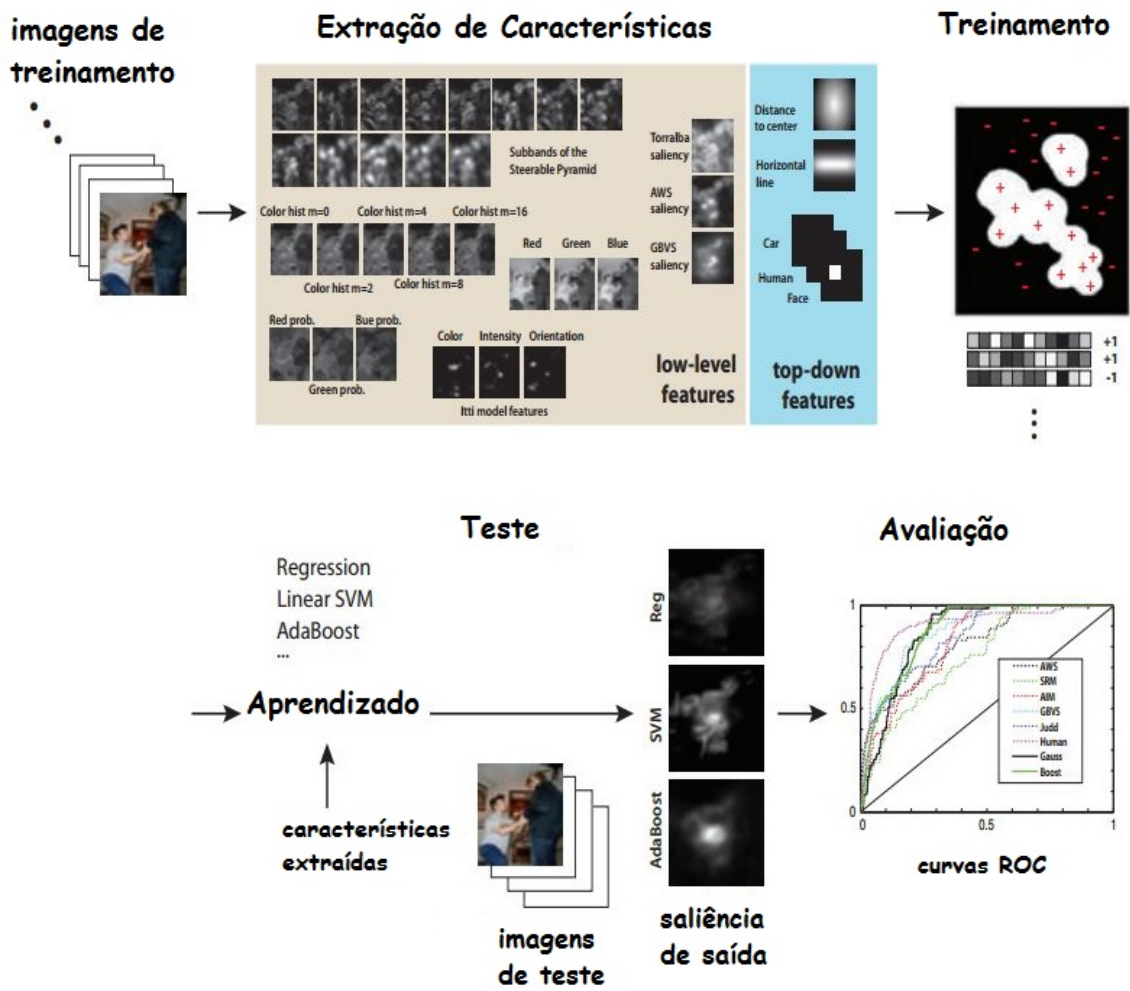 imagens de
treinamento
Extração de Características
Treinamento
Subbands of the
Steerable Pyramid
Torralba
saliency
AWS
saliency
GBVS
saliency
Color hist m=0
Color hist m=4
Color hist m=16
Color hist m=2
Color hist m=8
Red
Green
Blue
Red prob.
Bue prob.
Green prob.
Color
Intensity
Orientation
Itti model features
low-level
features
Distance
to center
Horizontal
line
Car
Human
Face
top-down
features
+1
+1
-1
Teste
Avaliação
Regression
Linear SVM
AdaBoost
...
Aprendizado
características
extraídas
imagens
de teste
Reg
SVM
AdaBoost
saliência
de saída
1
0.5
0
0
0.5
1
AWS
SRM
AIM
GBVS
Judd
Human
Gauss
Boost
curvas ROC